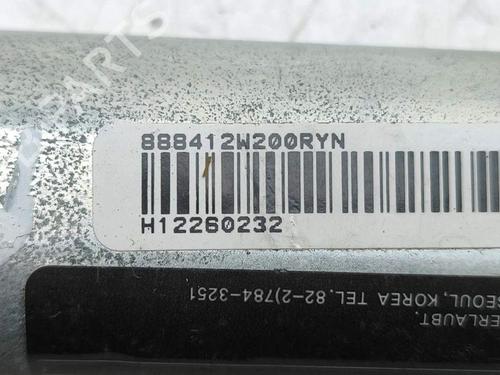 PARTS
888412W200RYN
H12260232
SEOUL, KOREA TEL. 82-2)784-3251
ERLAUBT.